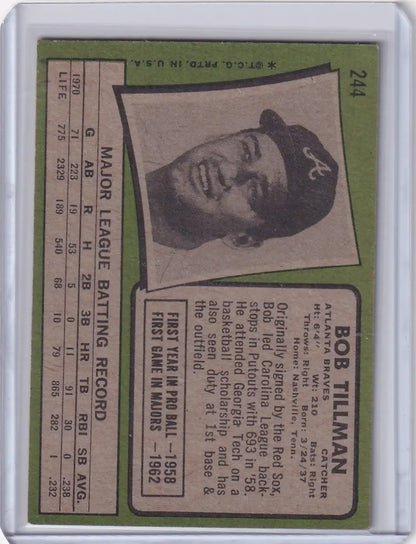 244
*©T.C.G. PRTD. IN U.S.A.
A
BOB TILLMAN
ATLANTA BRAVES CATCHER
Ht: 6'4" Wt: 210 Bats: Right
Throws: Right Born: 3/24/37
Home: Nashville, Tenn.
Originally signed by the Red Sox,
Bob led Carolina League back-
stops in Putouts with 693 in '58.
He attended Georgia Tech on a
basketball scholarship and has
also seen duty at 1st base &
the outfield.
FIRST YEAR IN PRO BALL—1958
FIRST GAME IN MAJORS —1962
MAJOR LEAGUE BATTING RECORD
G AB R H 2B 3B HR TB RBI SB AVG.
1970 71 223 19 53 5 0 11 91 30 0 .238
LIFE 775 2329 189 540 68 10 79 885 282 1 .232